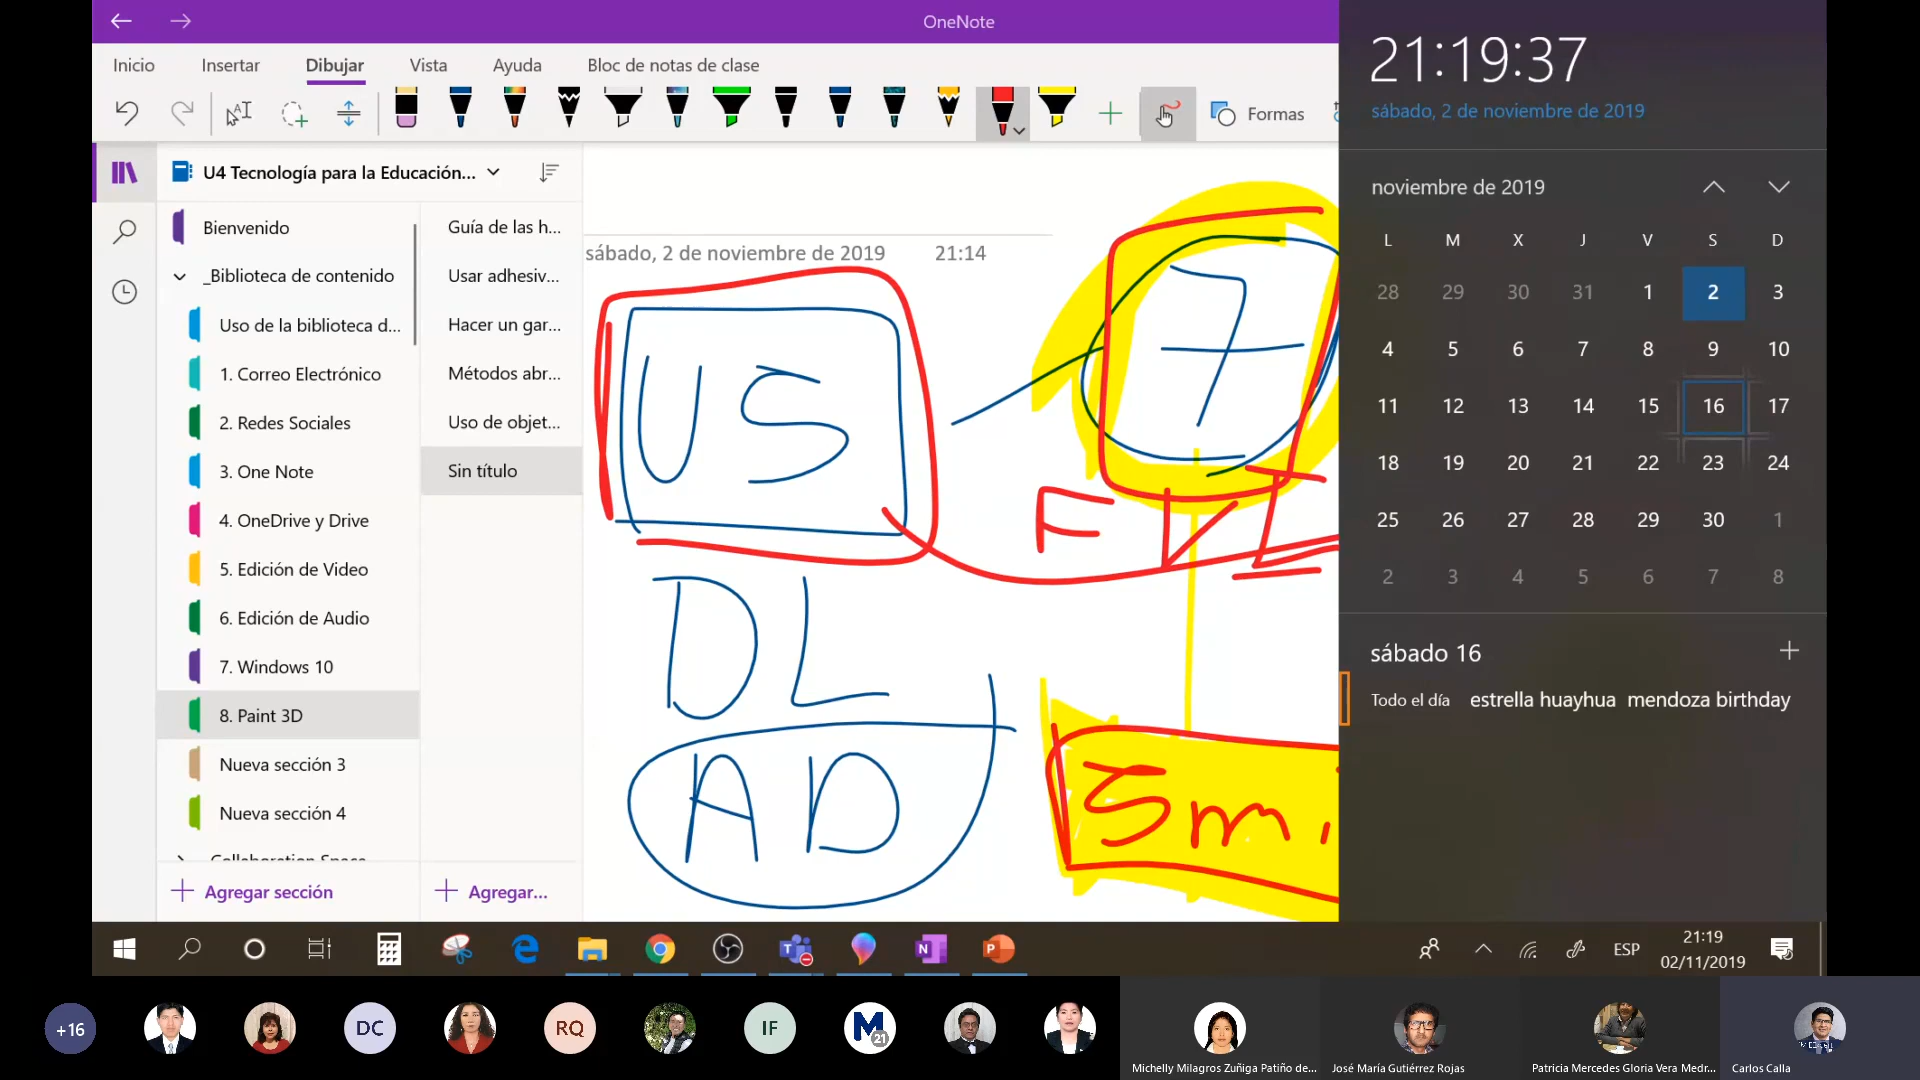 OneNote
21:19:37
sábado, 2 de noviembre de 2019
Inicio Insertar Dibujar Vista Ayuda Bloc de notas de clase
Formas
U4 Tecnología para la Educación...
Bienvenido
_Biblioteca de contenido
Uso de la biblioteca d...
1. Correo Electrónico
2. Redes Sociales
3. One Note
4. OneDrive y Drive
5. Edición de Video
6. Edición de Audio
7. Windows 10
8. Paint 3D
Nueva sección 3
Nueva sección 4
Collaboration Space
Agregar sección
Guía de las h...
Usar adhesiv...
Hacer un gar...
Métodos abr...
Uso de objet...
Sin título
Agregar...
sábado, 2 de noviembre de 2019 21:14
US
7
FVI
DL
AD
5m.
noviembre de 2019
L M X J V S D
28 29 30 31 1 2 3
4 5 6 7 8 9 10
11 12 13 14 15 16 17
18 19 20 21 22 23 24
25 26 27 28 29 30 1
2 3 4 5 6 7 8
sábado 16
Todo el día estrella huayhua mendoza birthday
ESP
21:19
02/11/2019
+16
DC
RQ
IF
M
21
Michelly Milagros Zuñiga Patiño de...
José María Gutiérrez Rojas
Patricia Mercedes Gloria Vera Medr...
Carlos Calla